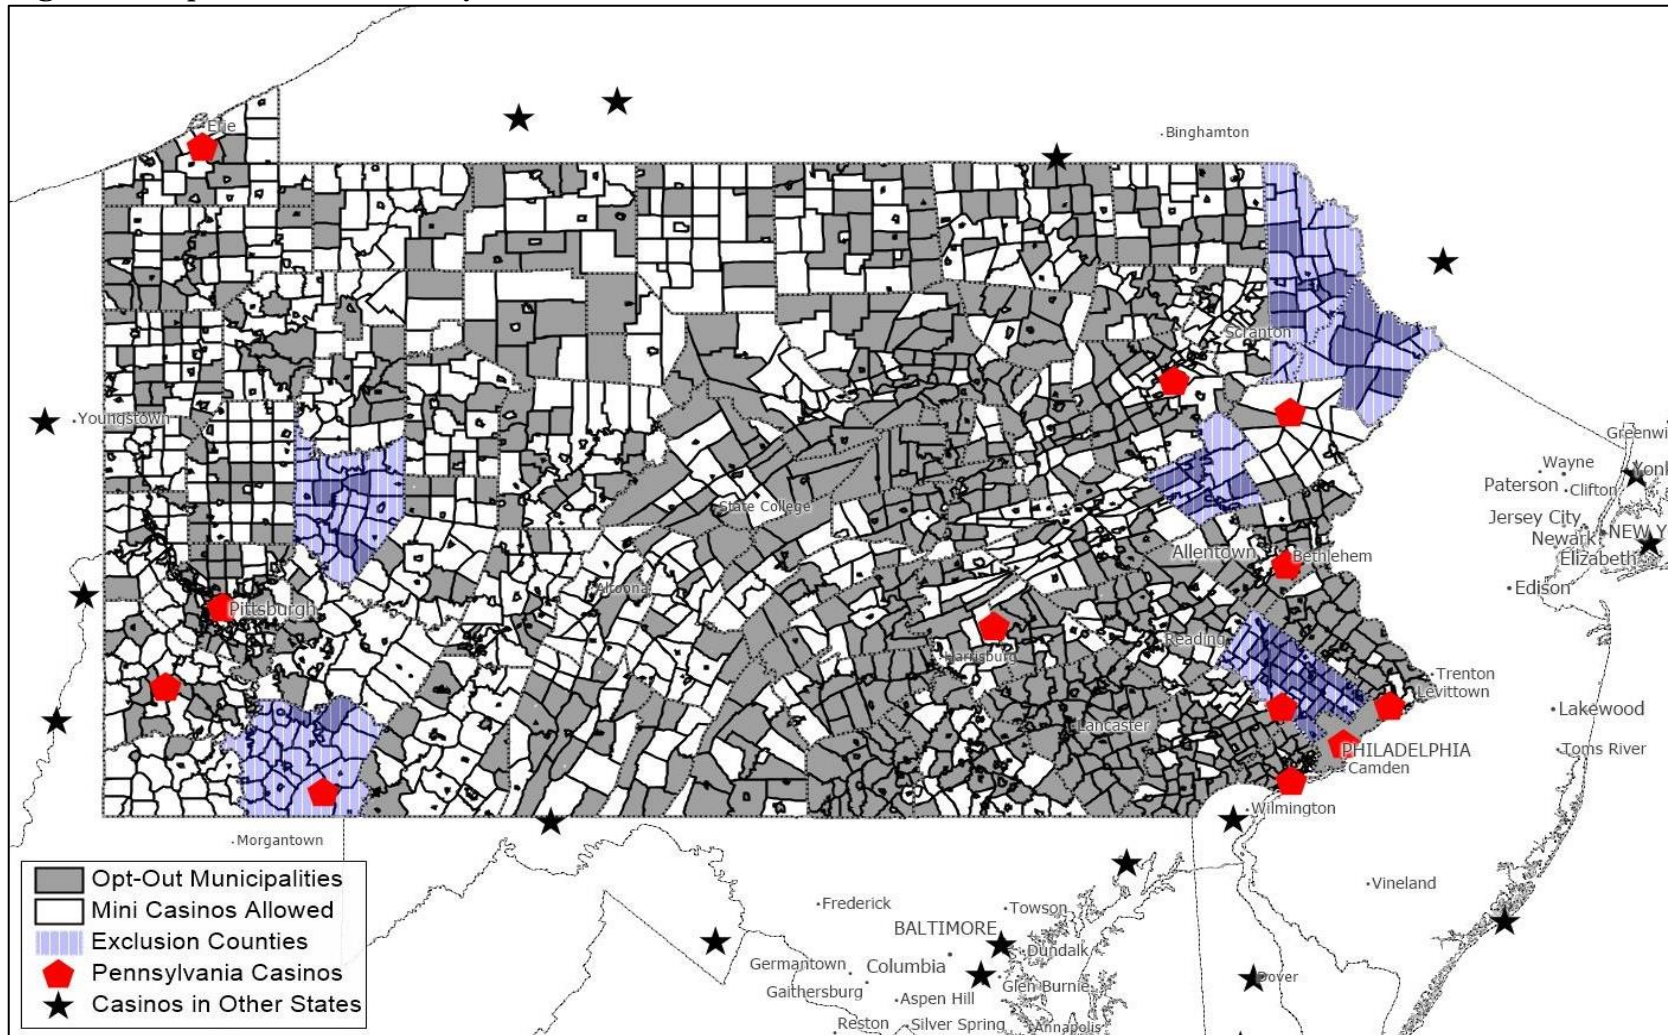 Binghamton
Erie
Scranton
Youngstown
Wayne
Paterson
Clifton
State College
Jersey City
Newark
Elizabeth
Allentown
Bethlehem
Edison
Altoona
Pittsburgh
Reading
Harrisburg
Trenton
Levittown
Lakewood
Lancaster
PHILADELPHIA
Toms River
Camden
Wilmington
Morgantown
Opt-Out Municipalities
Mini Casinos Allowed
Exclusion Counties
Pennsylvania Casinos
Casinos in Other States
Vineland
Frederick
Towson
BALTIMORE
Dundalk
Germantown
Columbia
Dover
Gaithersburg
Glen Burnie
Aspen Hill
Reston
Silver Spring
Annapolis